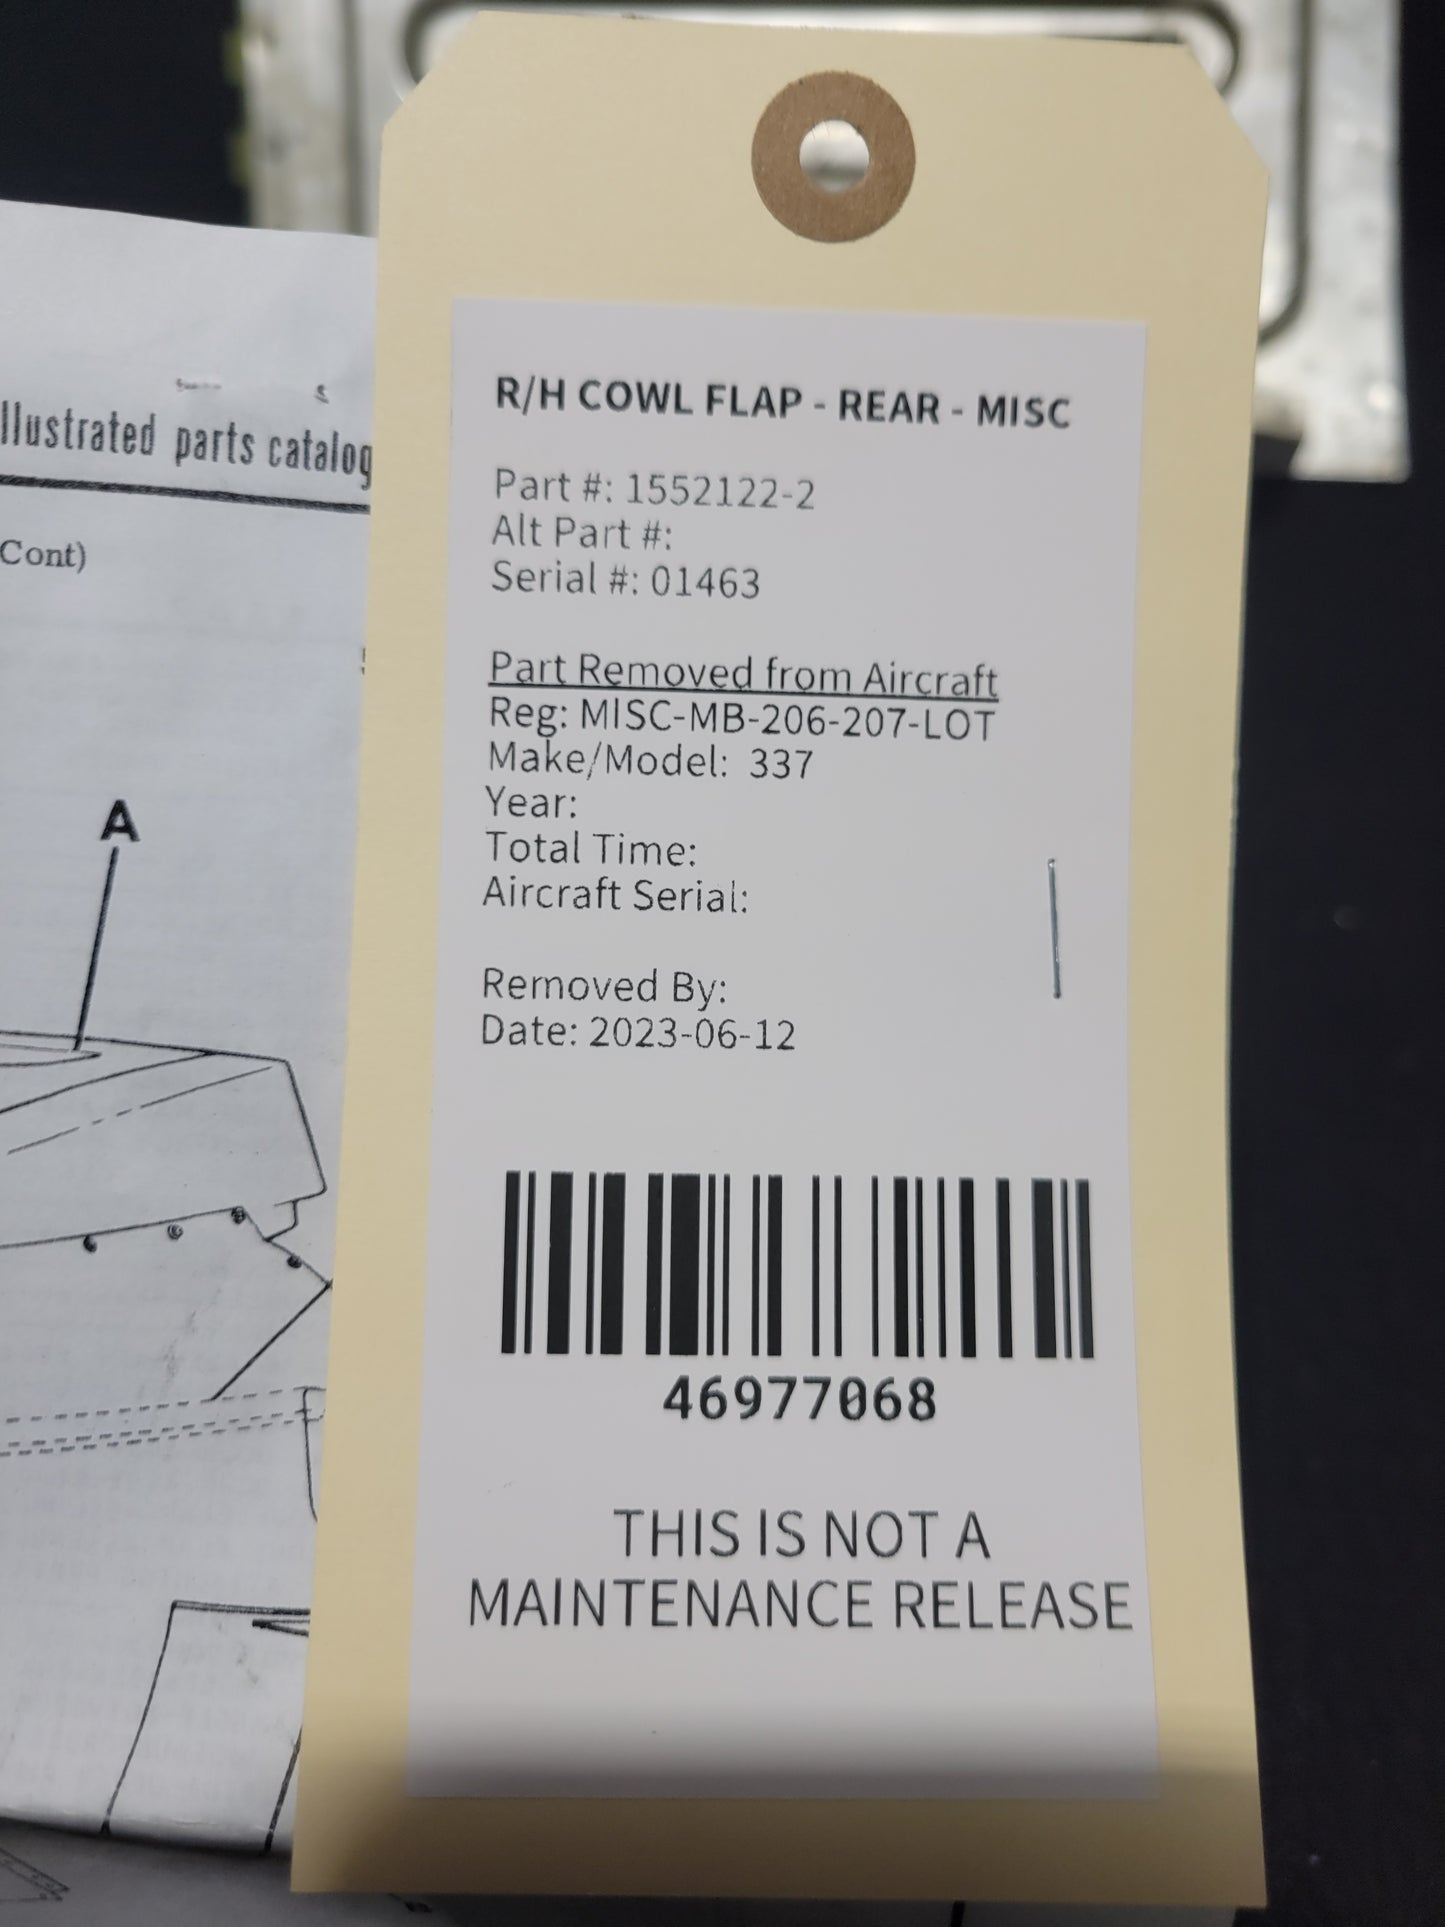 llustrated parts catalog
Cont)
A
R/H COWL FLAP - REAR - MISC
Part #: 1552122-2
Alt Part #:
Serial #: 01463
Part Removed from Aircraft
Reg: MISC-MB-206-207-LOT
Make/Model: 337
Year:
Total Time:
Aircraft Serial:
Removed By:
Date: 2023-06-12
46977068
THIS IS NOT A
MAINTENANCE RELEASE